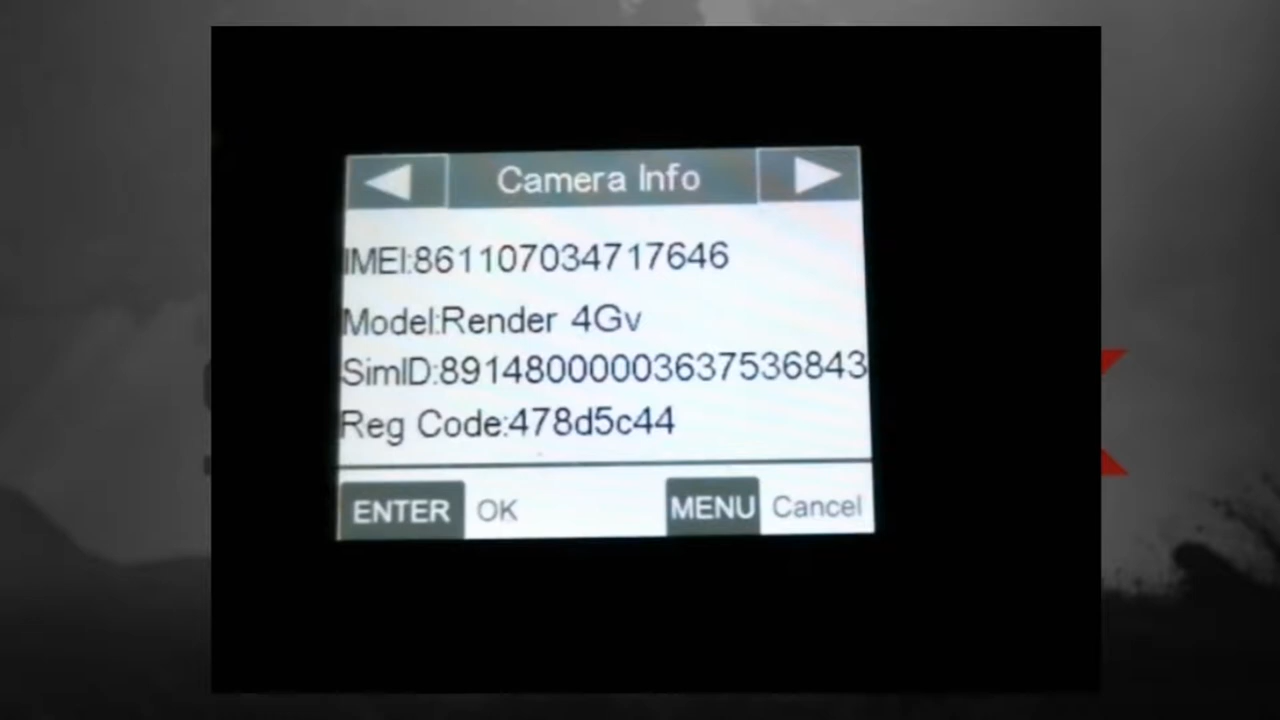 Camera Info
IMEI:861107034717646
Model:Render 4Gv
SimID:89148000003637536843
Reg Code:478d5c44
ENTER OK MENU Cancel